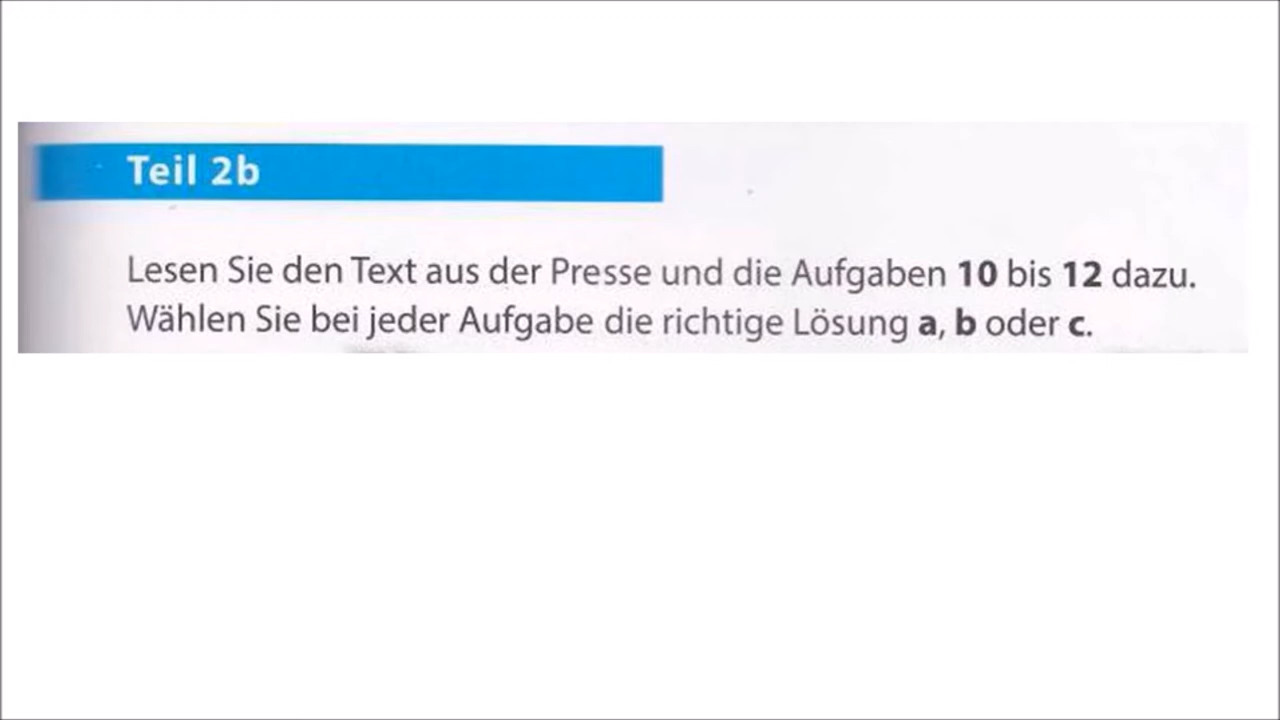 Teil 2b
Lesen Sie den Text aus der Presse und die Aufgaben 10 bis 12 dazu.
Wählen Sie bei jeder Aufgabe die richtige Lösung a, b oder c.